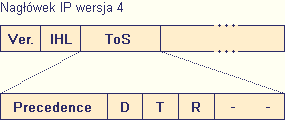 Nagłówek IP wersja 4
Ver. IHL ToS ...
...
Precedence D T R - -